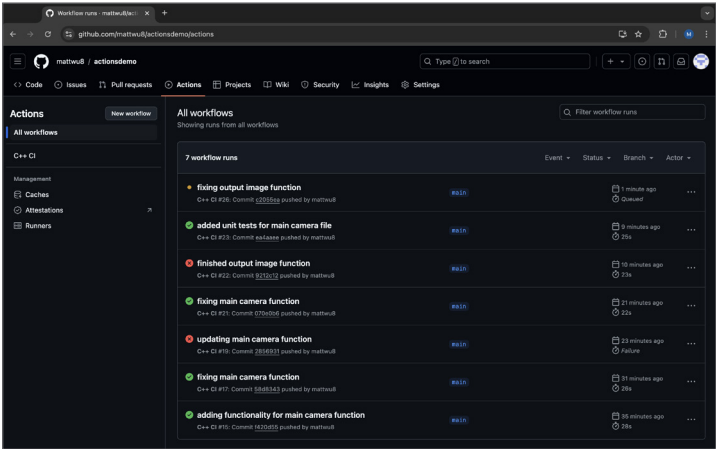 Workflow runs · mattwu8/acti
github.com/mattwu8/actionsdemo/actions
M
mattwu8 / actionsdemo
Type / to search
Code
Issues
Pull requests
Actions
Projects
Wiki
Security
Insights
Settings
Actions
New workflow
All workflows
C++ CI
Management
Caches
Attestations
Runners
All workflows
Showing runs from all workflows
Filter workflow runs
7 workflow runs
Event
Status
Branch
Actor
fixing output image function
C++ CI #26: Commit c2055ea pushed by mattwu8
main
1 minute ago
Queued
added unit tests for main camera file
C++ CI #23: Commit ea4aaee pushed by mattwu8
main
9 minutes ago
25s
finished output image function
C++ CI #22: Commit 9212c12 pushed by mattwu8
main
10 minutes ago
23s
fixing main camera function
C++ CI #21: Commit 070e0b6 pushed by mattwu8
main
21 minutes ago
22s
updating main camera function
C++ CI #19: Commit 2856931 pushed by mattwu8
main
23 minutes ago
Failure
fixing main camera function
C++ CI #17: Commit 58d8343 pushed by mattwu8
main
31 minutes ago
26s
adding functionality for main camera function
C++ CI #15: Commit f420d55 pushed by mattwu8
main
35 minutes ago
28s